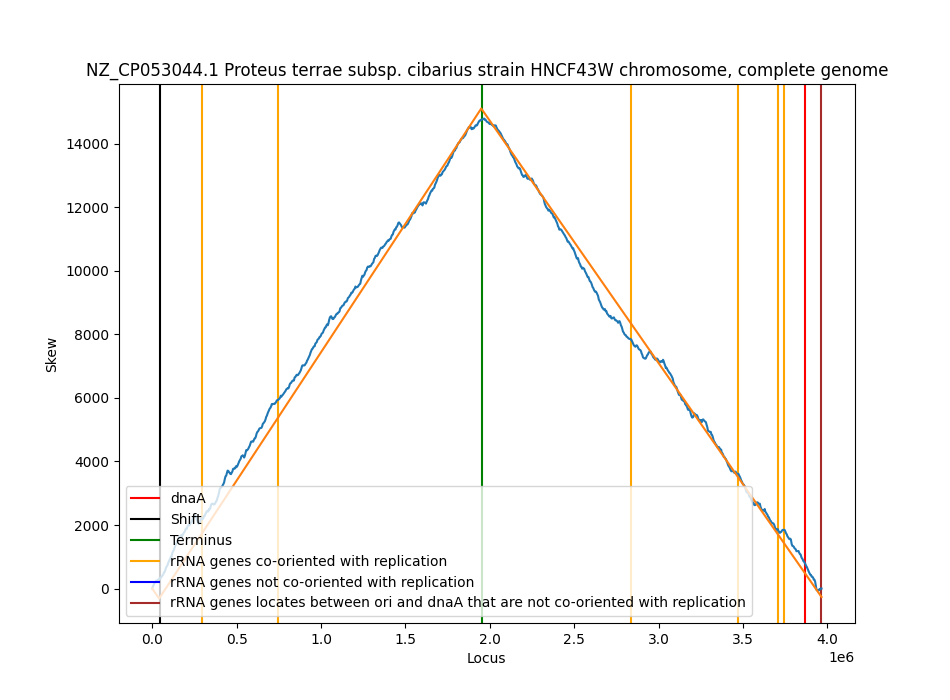 NZ_CP053044.1 Proteus terrae subsp. cibarius strain HNCF43W chromosome, complete genome
14000
12000
10000
8000
6000
4000
2000
0
Skew
dnaA
Shift
Terminus
rRNA genes co-oriented with replication
rRNA genes not co-oriented with replication
rRNA genes locates between ori and dnaA that are not co-oriented with replication
0.0 0.5 1.0 1.5 2.0 2.5 3.0 3.5 4.0
1e6
Locus